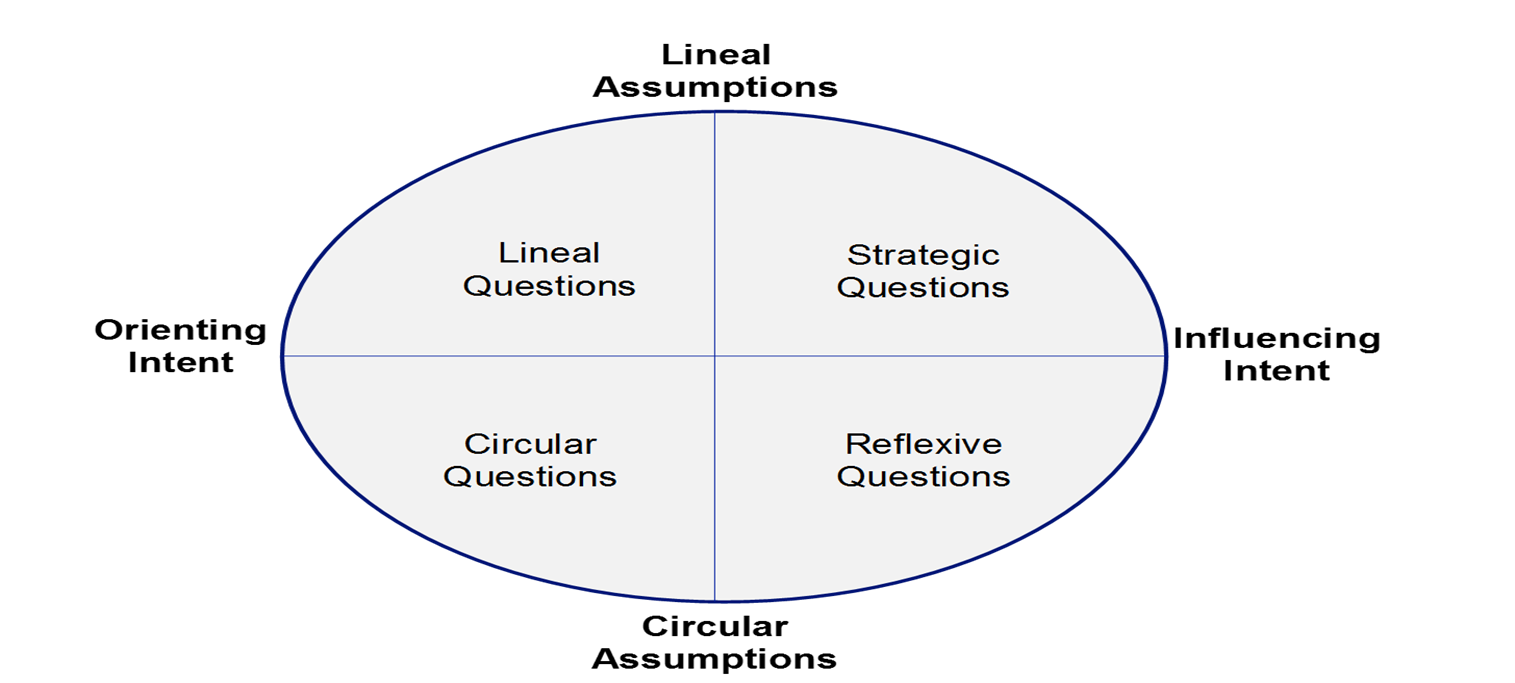 Lineal
Assumptions
Lineal
Questions
Strategic
Questions
Orienting
Intent
Influencing
Intent
Circular
Questions
Reflexive
Questions
Circular
Assumptions